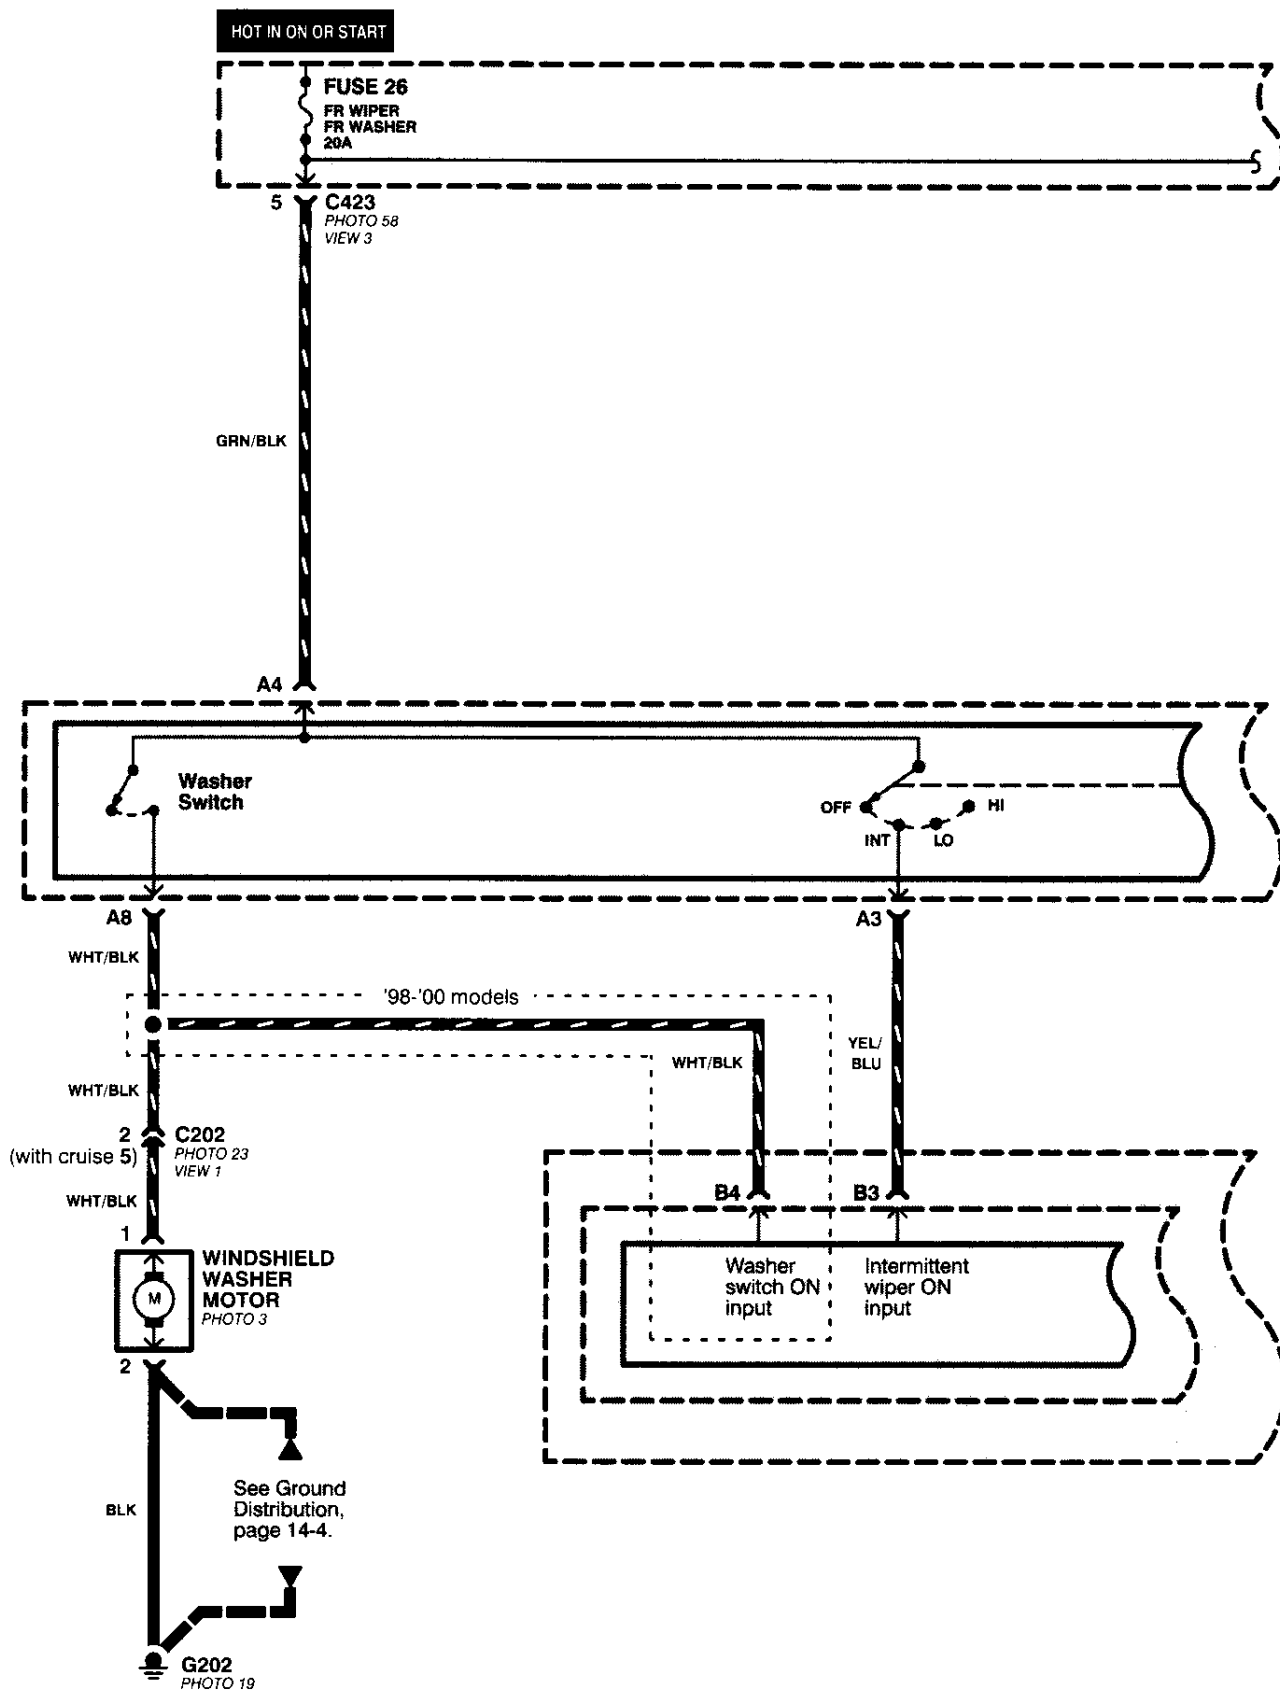 HOT IN ON OR START
FUSE 26
FR WIPER
FR WASHER
20A
5
C423
PHOTO 58
VIEW 3
GRN/BLK
A4
Washer
Switch
OFF
INT
LO
HI
A8
A3
WHT/BLK
'98-'00 models
WHT/BLK
YEL/
BLU
WHT/BLK
2
(with cruise 5)
C202
PHOTO 23
VIEW 1
WHT/BLK
B4
B3
1
WINDSHIELD
WASHER
MOTOR
PHOTO 3
M
Washer
switch ON
input
Intermittent
wiper ON
input
2
See Ground
Distribution,
page 14-4.
BLK
G202
PHOTO 19